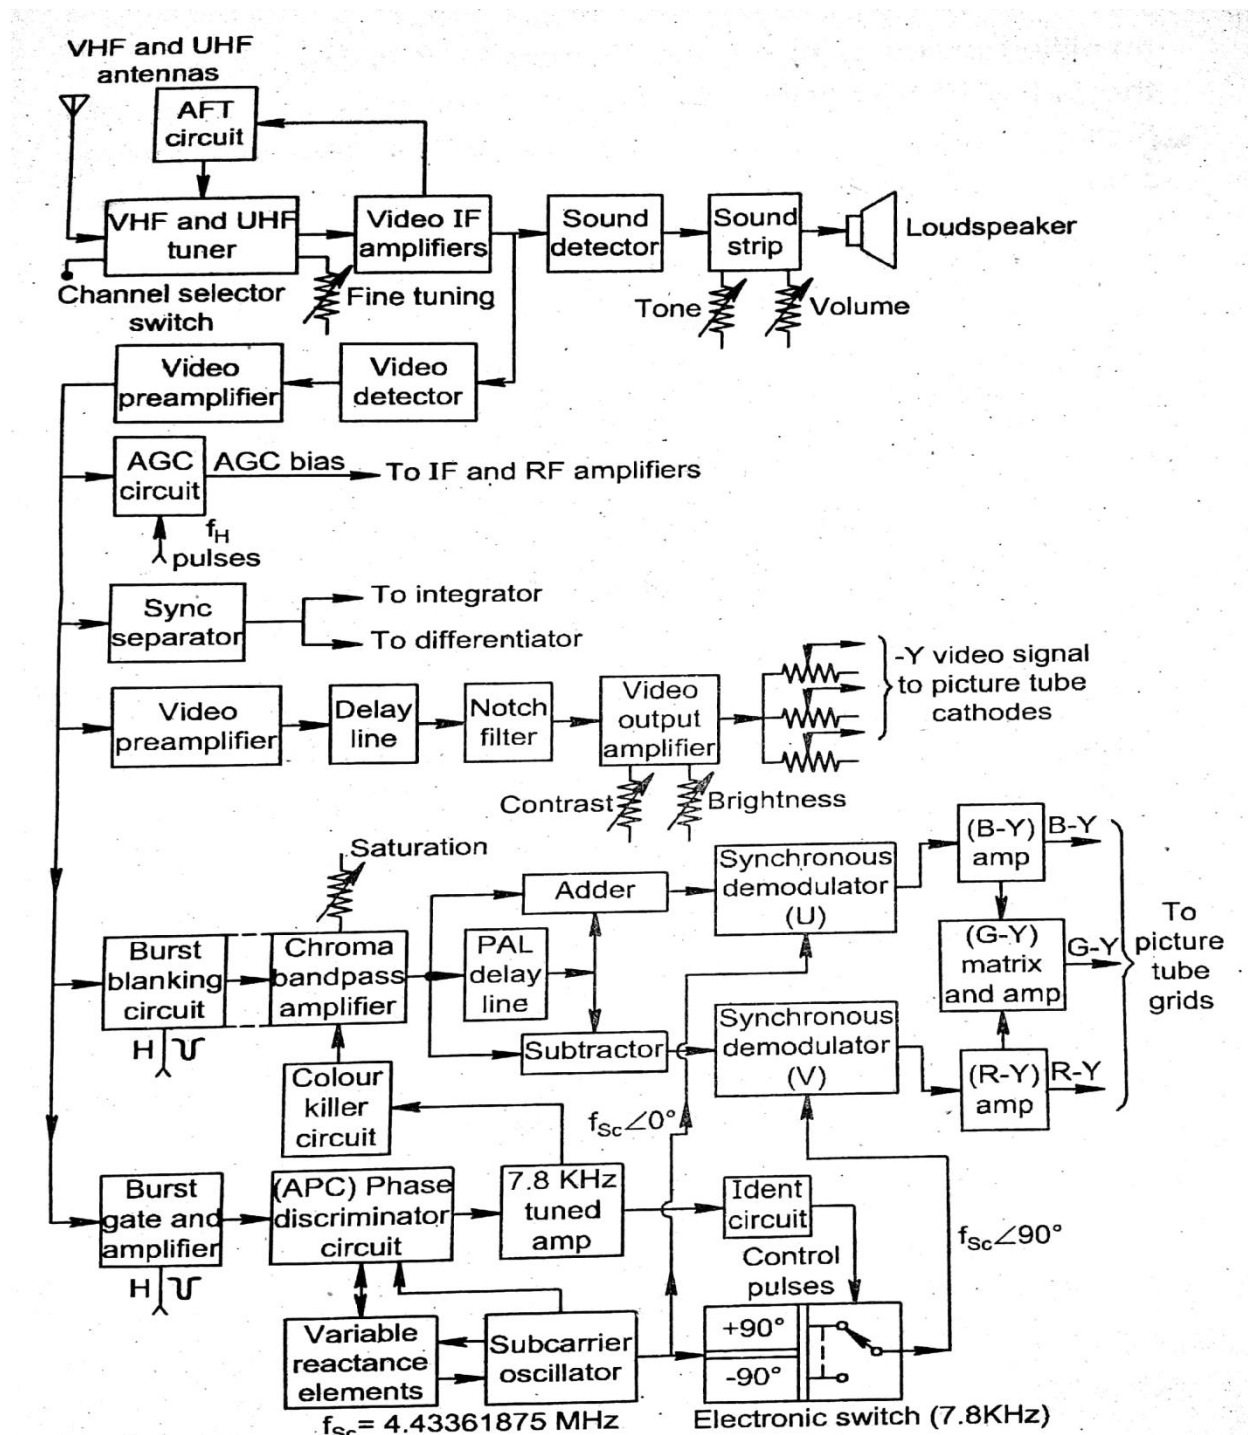 VHF and UHF
antennas
AFT
circuit
VHF and UHF
tuner
Video IF
amplifiers
Sound
detector
Sound
strip
Loudspeaker
Channel selector
switch
Fine tuning
Tone
Volume
Video
preamplifier
Video
detector
AGC
circuit
AGC bias
To IF and RF amplifiers
fH
pulses
Sync
separator
To integrator
To differentiator
Video
preamplifier
Delay
line
Notch
filter
Video
output
amplifier
-Y video signal
to picture tube
cathodes
Contrast
Brightness
Saturation
Burst
blanking
circuit
Chroma
bandpass
amplifier
Adder
PAL
delay
line
Subtractor
Synchronous
demodulator
(U)
Synchronous
demodulator
(V)
(B-Y)
amp
B-Y
(G-Y)
matrix
and amp
G-Y
(R-Y)
amp
R-Y
To
picture
tube
grids
H
Colour
killer
circuit
fSc∠0°
Burst
gate and
amplifier
(APC) Phase
discriminator
circuit
7.8 KHz
tuned
amp
Ident
circuit
fSc∠90°
H
Control
pulses
Variable
reactance
elements
Subcarrier
oscillator
+90°
-90°
fSc= 4.43361875 MHz
Electronic switch (7.8KHz)